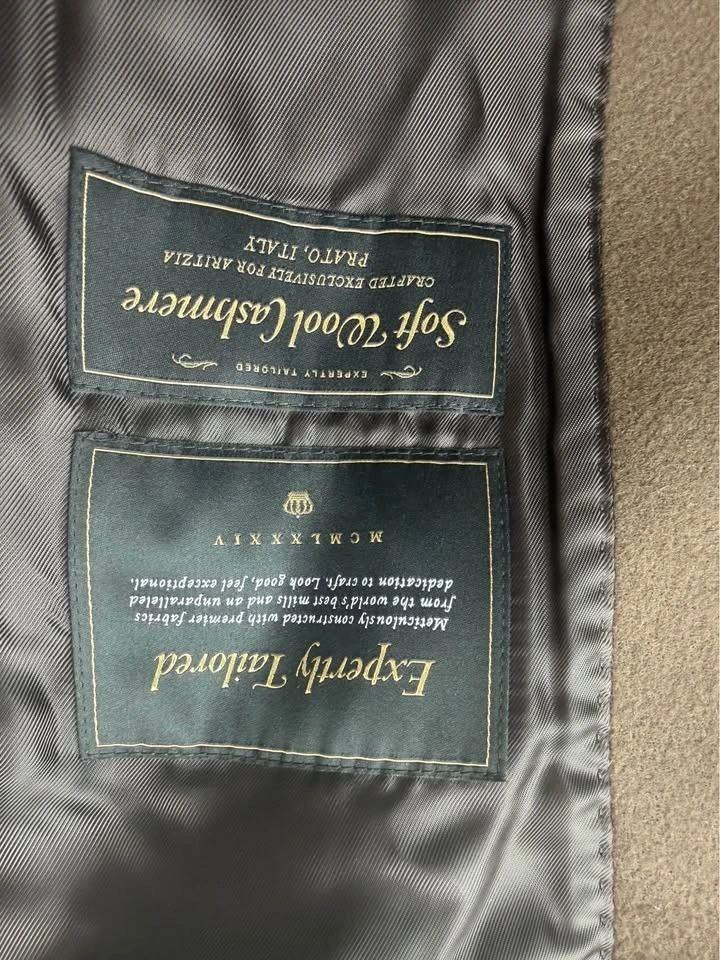 Expertly Tailored
Meticulously constructed with premier fabrics
from the world's best mills and an unparalleled
dedication to craft. Look good, feel exceptional.
MCMLXXXIV
EXPERTLY TAILORED
Soft Wool Cashmere
CRAFTED EXCLUSIVELY FOR ARITZIA
PRATO, ITALY